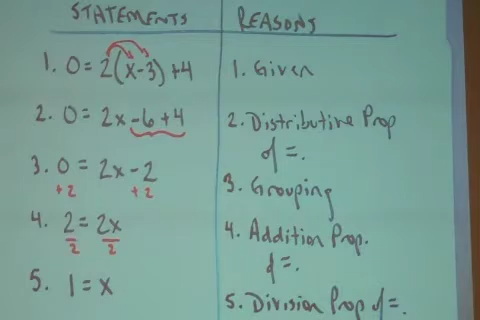 STATEMENTS REASONS
1. 0 = 2(x-3) +4 1. Given
2. 0 = 2x - 6 + 4 2. Distributive Prop
of =.
3. 0 = 2x - 2 3. Grouping
+2 +2
4. 2 = 2x 4. Addition Prop.
2 2 of =.
5. 1 = x 5. Division Prop of =.